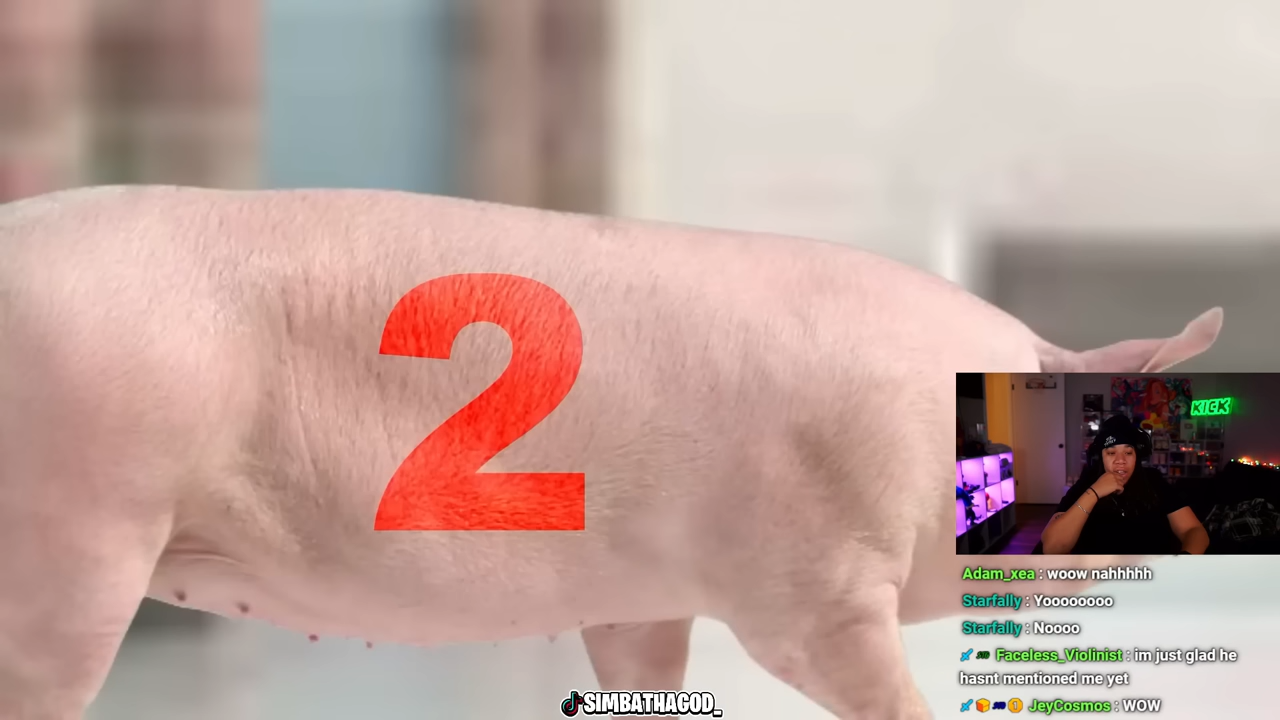 2
KICK
Adam_xea : woow nahhhhh
Starfally : Yoooooooo
Starfally : Noooo
Faceless_Violinist : im just glad he
hasnt mentioned me yet
JeyCosmos : WOW
SIMBATHAGOD_